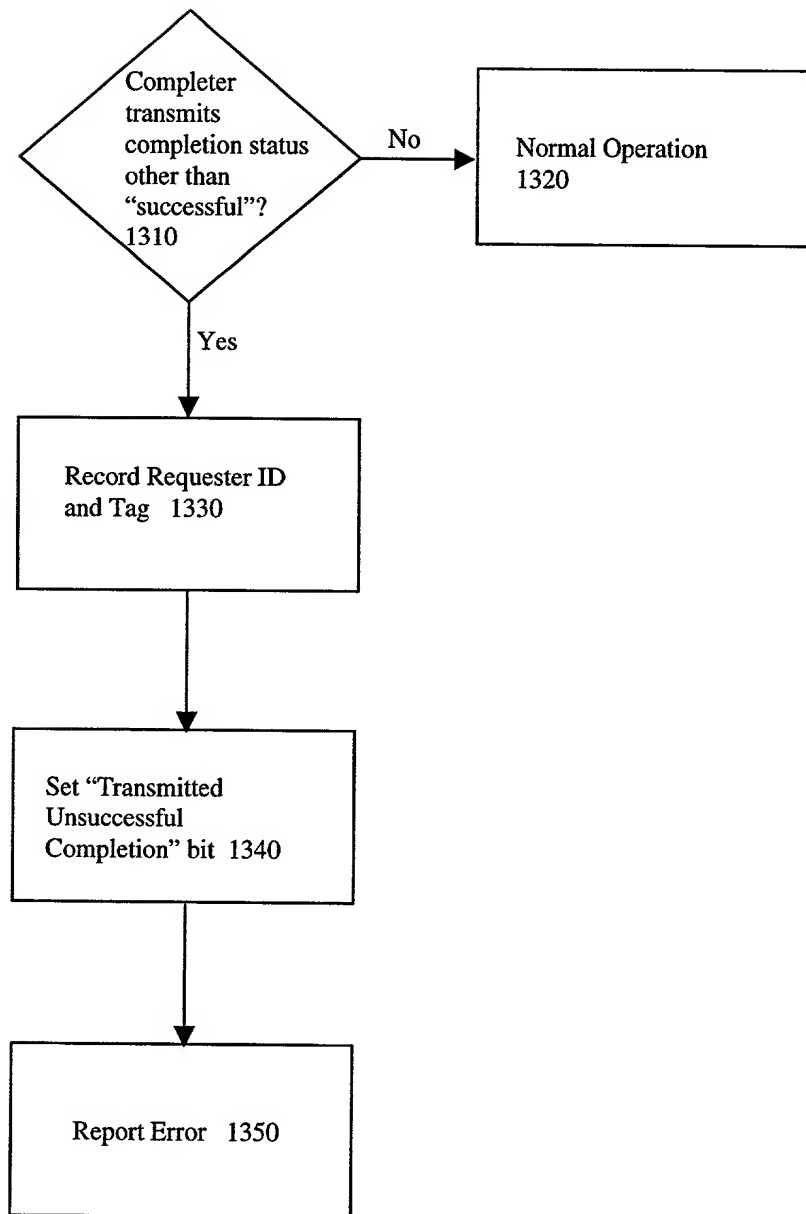 Completer
transmits
completion status
other than
“successful”?
1310
No
Normal Operation
1320
Yes
Record Requester ID
and Tag 1330
Set “Transmitted
Unsuccessful
Completion” bit 1340
Report Error 1350